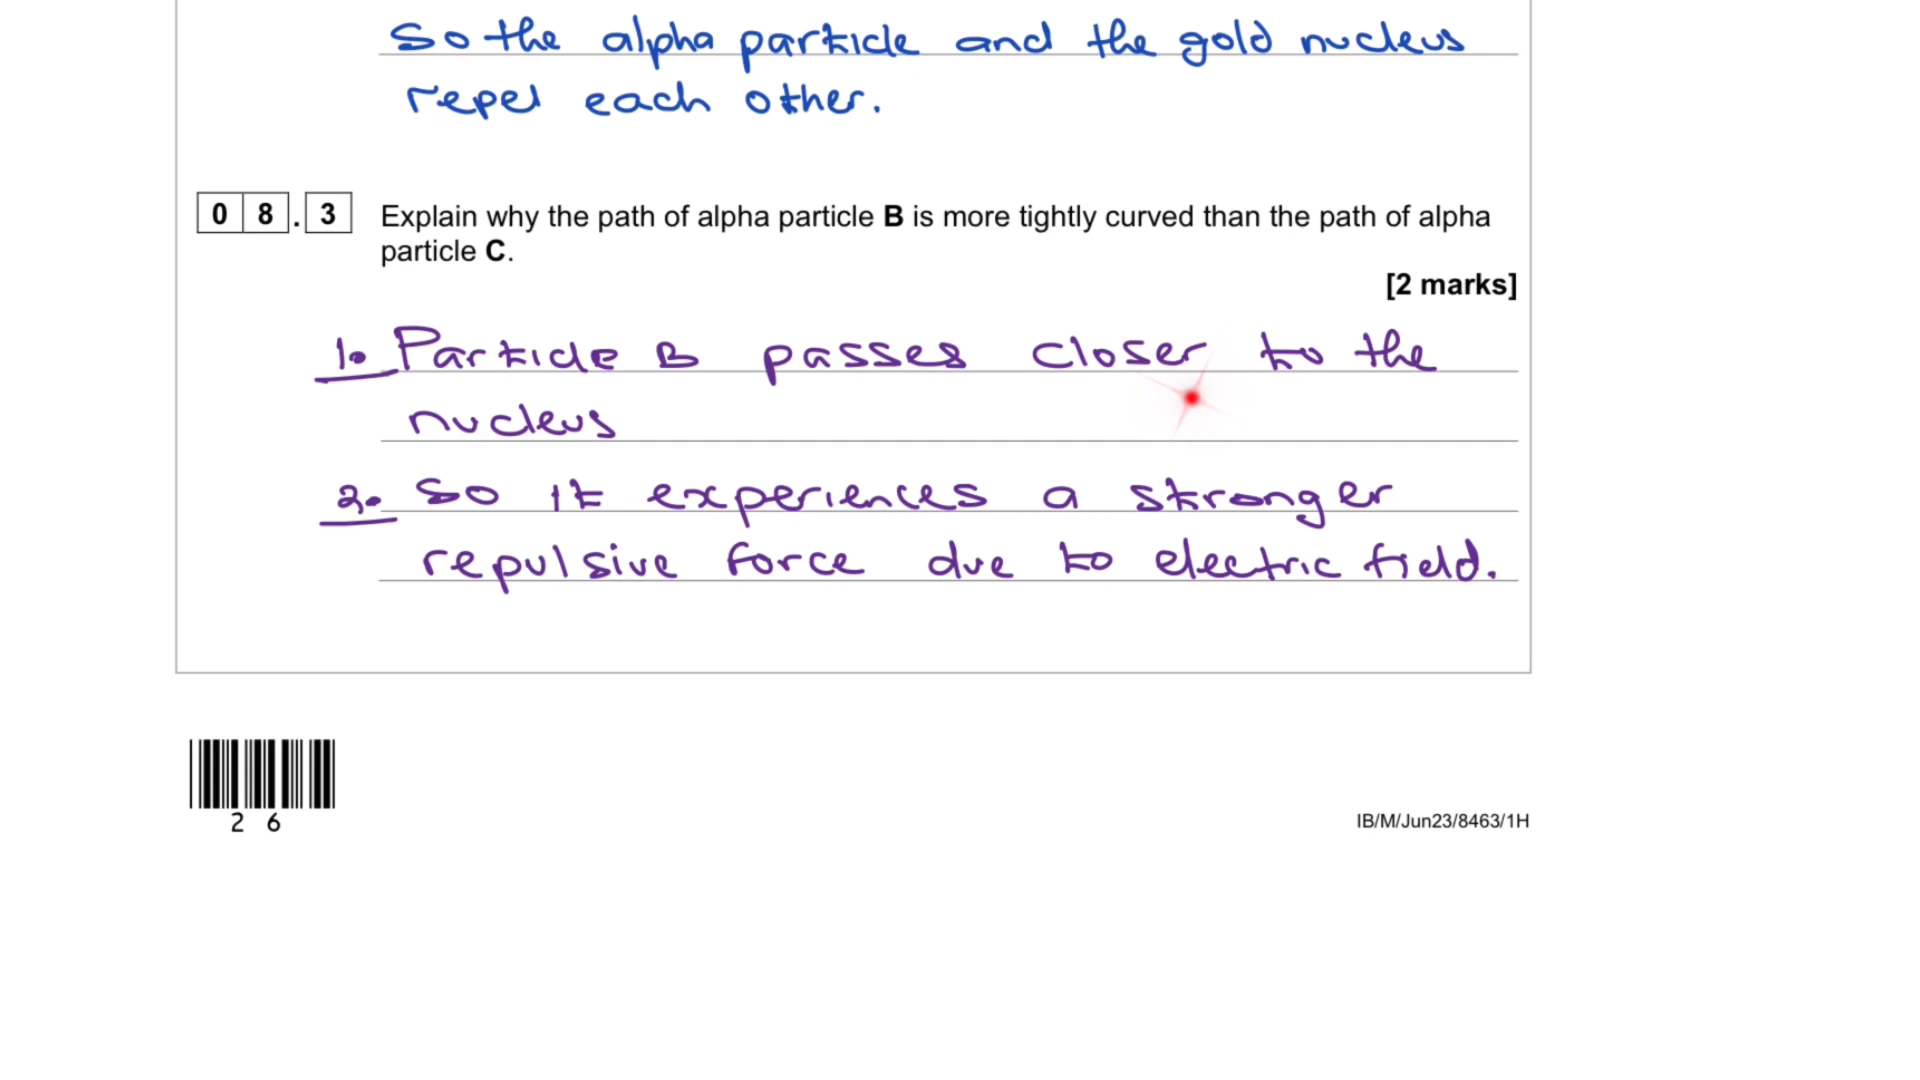 So the alpha particle and the gold nucleus
repel each other.
0 8 . 3 Explain why the path of alpha particle B is more tightly curved than the path of alpha
particle C.
[2 marks]
1. Particle B passes closer to the
nucleus
2. So it experiences a stronger
repulsive force due to electric field.
2 6
IB/M/Jun23/8463/1H